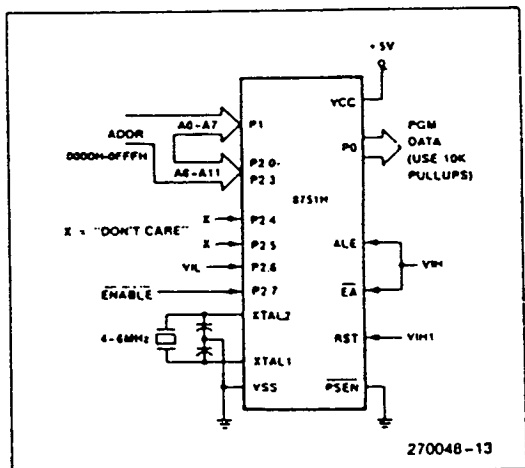 +5V
VCC
A0-A7
P1
PGM
DATA
(USE 10K
PULLUPS)
P0
ADDR
0000H-0FFFH
P2.0-
P2.3
A8-A11
8751H
X
P2.4
X = "DON'T CARE"
X
P2.5
ALE
VIH
VIL
P2.6
EA
ENABLE
P2.7
XTAL2
4-6MHz
RST
VIH1
XTAL1
VSS
PSEN
270048-13